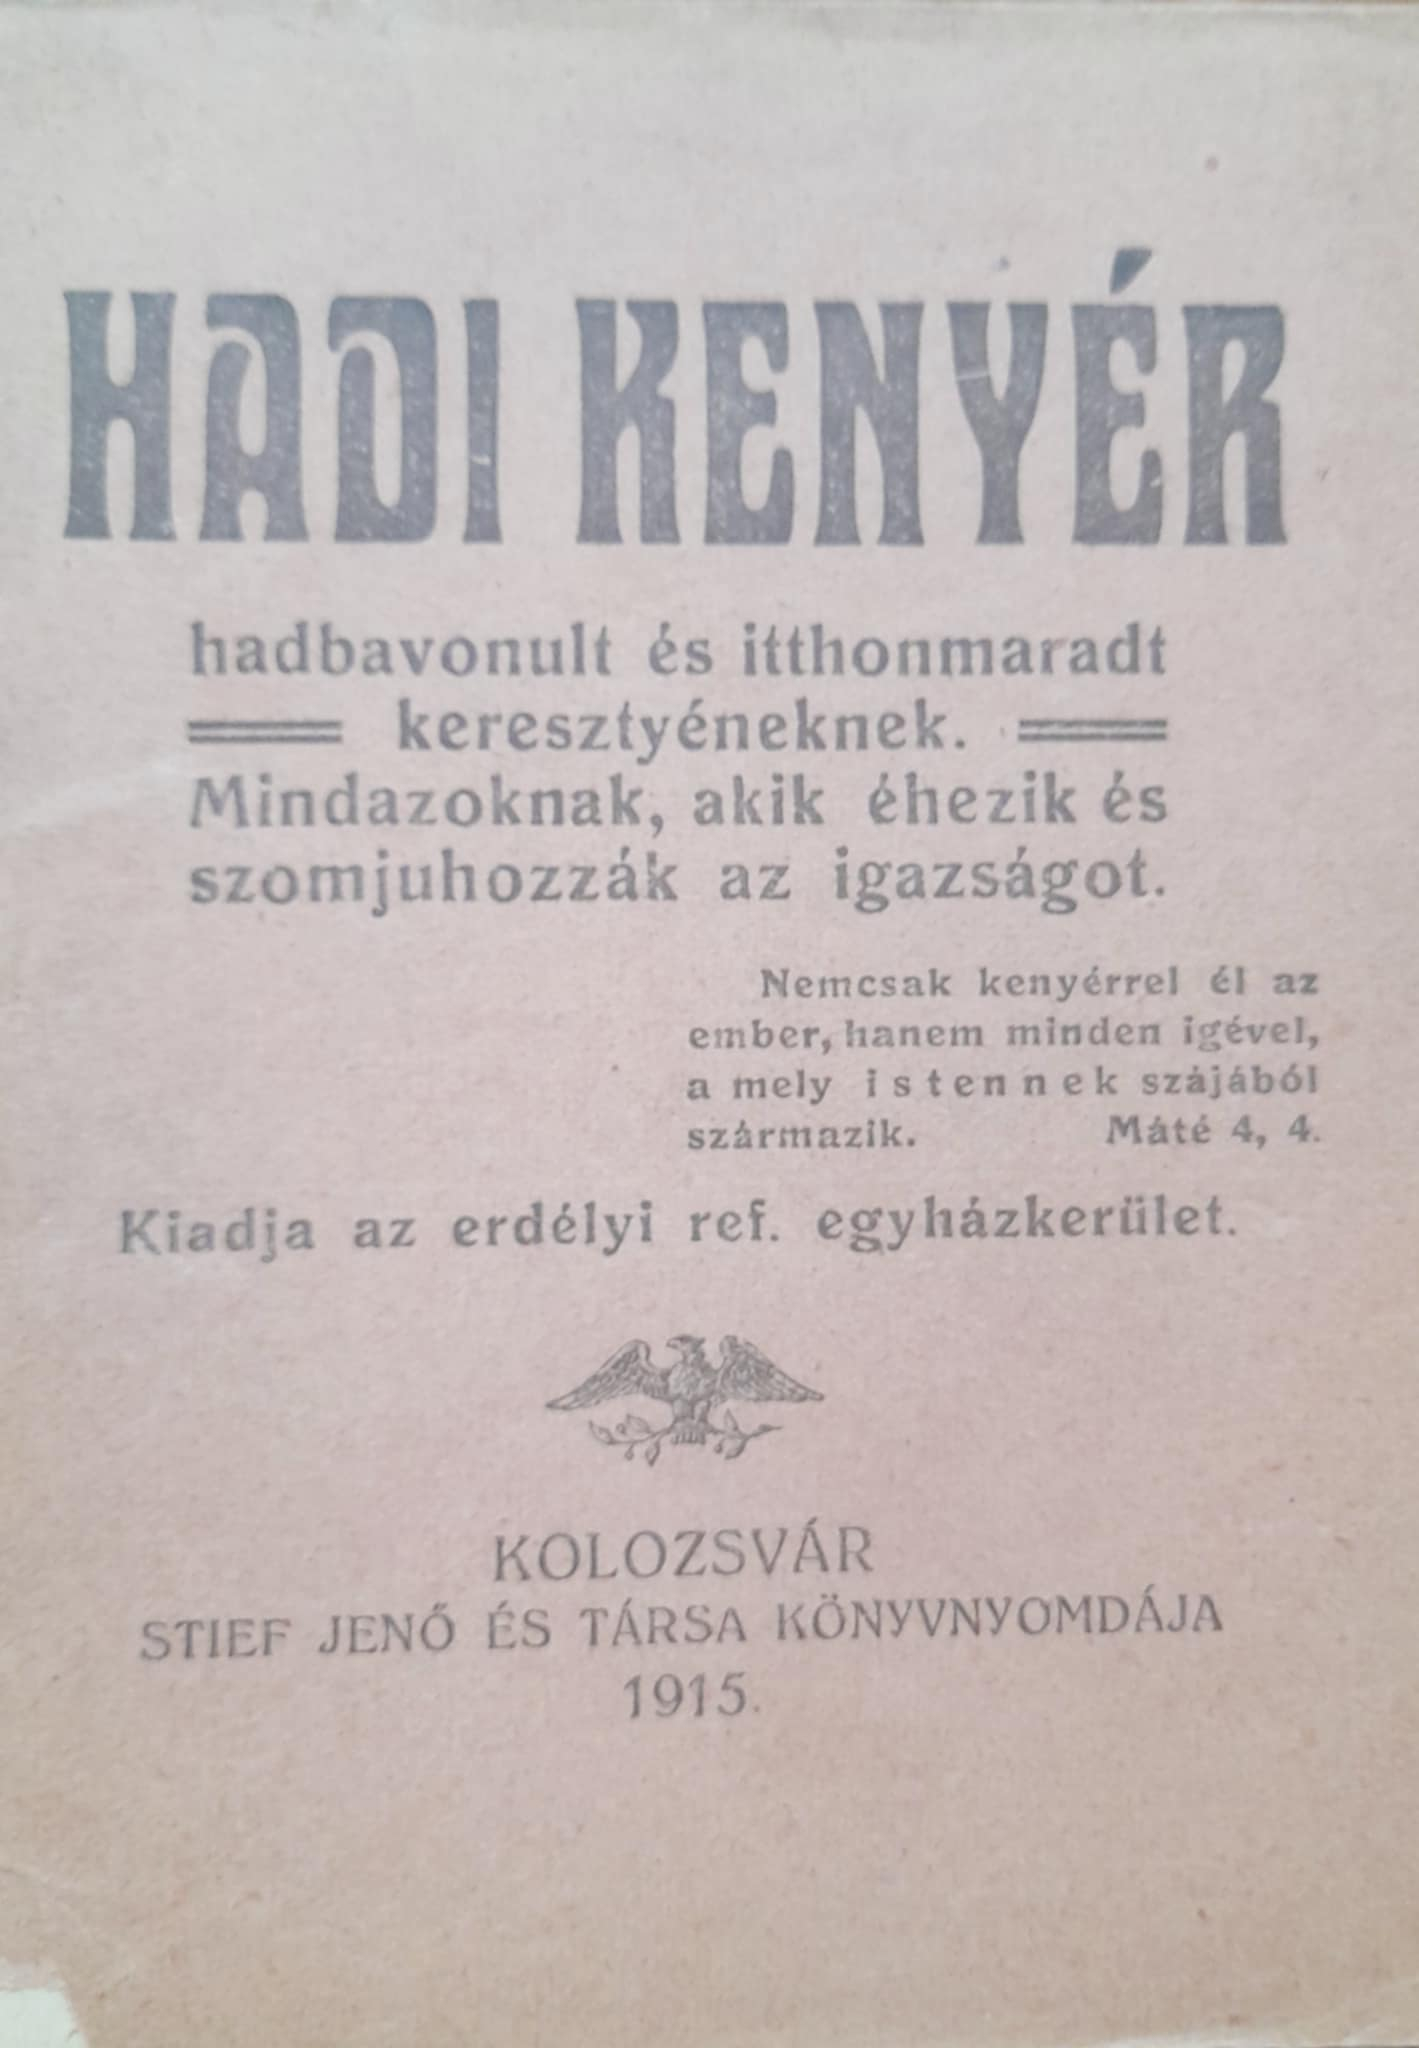 HADI KENYÉR
hadbavonult és itthonmaradt
keresztyéneknek.
Mindazoknak, akik éhezik és
szomjuhozzák az igazságot.
Nemcsak kenyérrel él az
ember, hanem minden igével,
a mely istennek szájából
származik. Máté 4, 4.
Kiadja az erdélyi ref. egyházkerület.
KOLOZSVÁR
STIEF JENŐ ÉS TÁRSA KÖNYVNYOMDÁJA
1915.